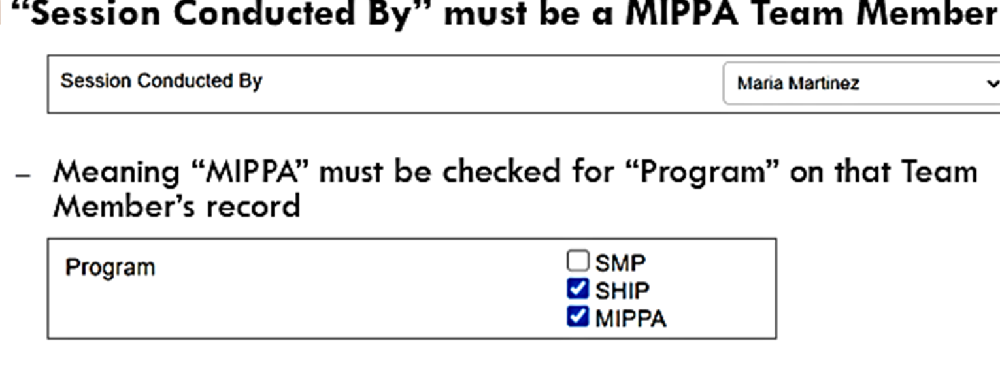 “Session Conducted By” must be a MIPPA Team Member
Session Conducted By Maria Martinez
– Meaning “MIPPA” must be checked for “Program” on that Team
Member’s record
Program SMP
SHIP
MIPPA